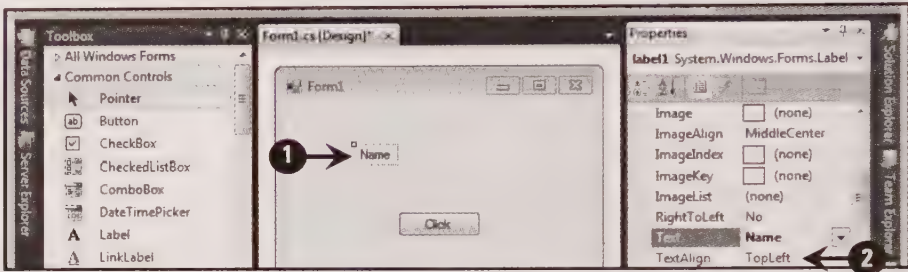 Toolbox
All Windows Forms
Common Controls
Pointer
ab Button
CheckBox
CheckedListBox
ComboBox
DateTimePicker
A Label
A LinkLabel
Data Sources
Server Explorer
Form1.cs [Design]*
Form1
1
Name
Click
Properties
label1 System.Windows.Forms.Label
Image (none)
ImageAlign MiddleCenter
ImageIndex (none)
ImageKey (none)
ImageList (none)
RightToLeft No
Text Name
TextAlign TopLeft
2
Solution Explorer
Team Explorer